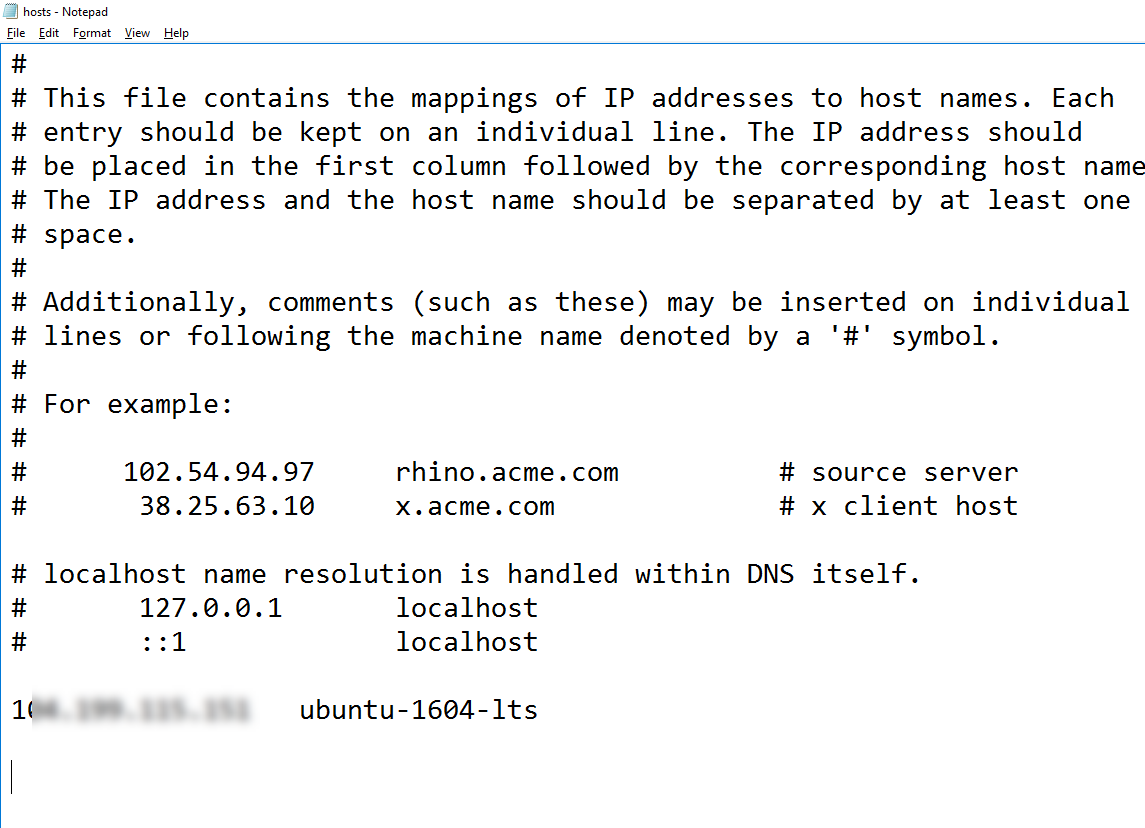 hosts - Notepad
File Edit Format View Help
#
# This file contains the mappings of IP addresses to host names. Each
# entry should be kept on an individual line. The IP address should
# be placed in the first column followed by the corresponding host name
# The IP address and the host name should be separated by at least one
# space.
#
# Additionally, comments (such as these) may be inserted on individual
# lines or following the machine name denoted by a '#' symbol.
#
# For example:
#
#      102.54.94.97     rhino.acme.com          # source server
#       38.25.63.10     x.acme.com              # x client host
# localhost name resolution is handled within DNS itself.
#       127.0.0.1       localhost
#       ::1             localhost
ubuntu-1604-lts